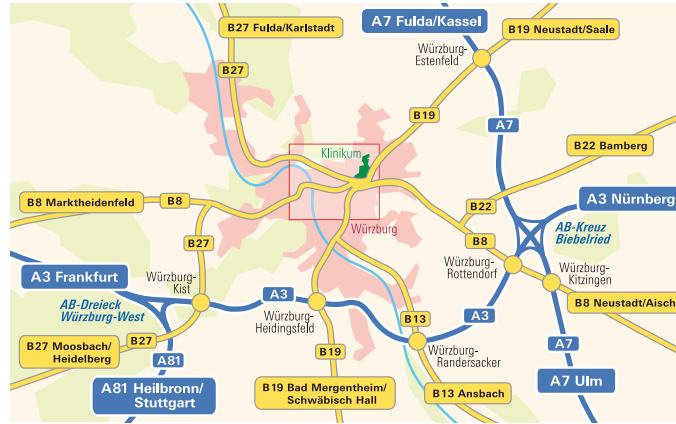 B27 Fulda/Karlstadt
A7 Fulda/Kassel
B19 Neustadt/Saale
Würzburg-
Estenfeld
B27
B19
A7
B22 Bamberg
Klinikum
B8 Marktheidenfeld
B8
B22
A3 Nürnberg
Würzburg
AB-Kreuz
Biebelried
B27
B8
A3 Frankfurt
Würzburg-
Kist
Würzburg-
Rottendorf
Würzburg-
Kitzingen
AB-Dreieck
Würzburg-West
A3
B8 Neustadt/Aisch
Würzburg-
Heidingsfeld
B13
A3
B27 Moosbach/
Heidelberg
B27
A81
B19
Würzburg-
Randersacker
A7
A81 Heilbronn/
Stuttgart
B19 Bad Mergentheim/
Schwäbisch Hall
B13 Ansbach
A7 Ulm